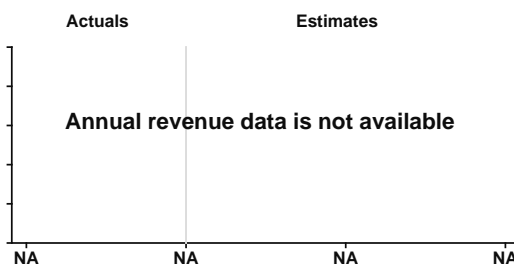 Actuals Estimates
Annual revenue data is not available
NA NA NA NA